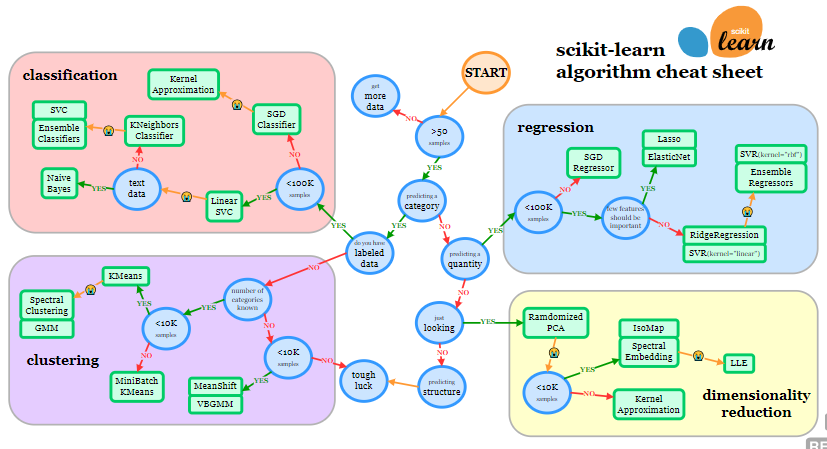 scikit-learn
algorithm cheat sheet
scikit
learn
START
get
more
data
NO
>50
samples
YES
predicting a
category
YES
NO
do you have
labeled
data
YES
NO
predicting a
quantity
YES
NO
just
looking
YES
NO
predicting
structure
tough
luck
classification
Kernel
Approximation
SGD
Classifier
NO
<100K
samples
YES
Linear
SVC
text
data
YES
NO
Naive
Bayes
KNeighbors
Classifier
SVC
Ensemble
Classifiers
clustering
number of
categories
known
YES
NO
<10K
samples
YES
NO
KMeans
Spectral
Clustering
GMM
MiniBatch
KMeans
<10K
samples
YES
NO
MeanShift
VBGMM
regression
<100K
samples
NO
YES
SGD
Regressor
few features
should be
important
YES
NO
Lasso
ElasticNet
RidgeRegression
SVR(kernel="linear")
SVR(kernel="rbf")
Ensemble
Regressors
dimensionality
reduction
Randomized
PCA
<10K
samples
YES
NO
IsoMap
Spectral
Embedding
LLE
Kernel
Approximation